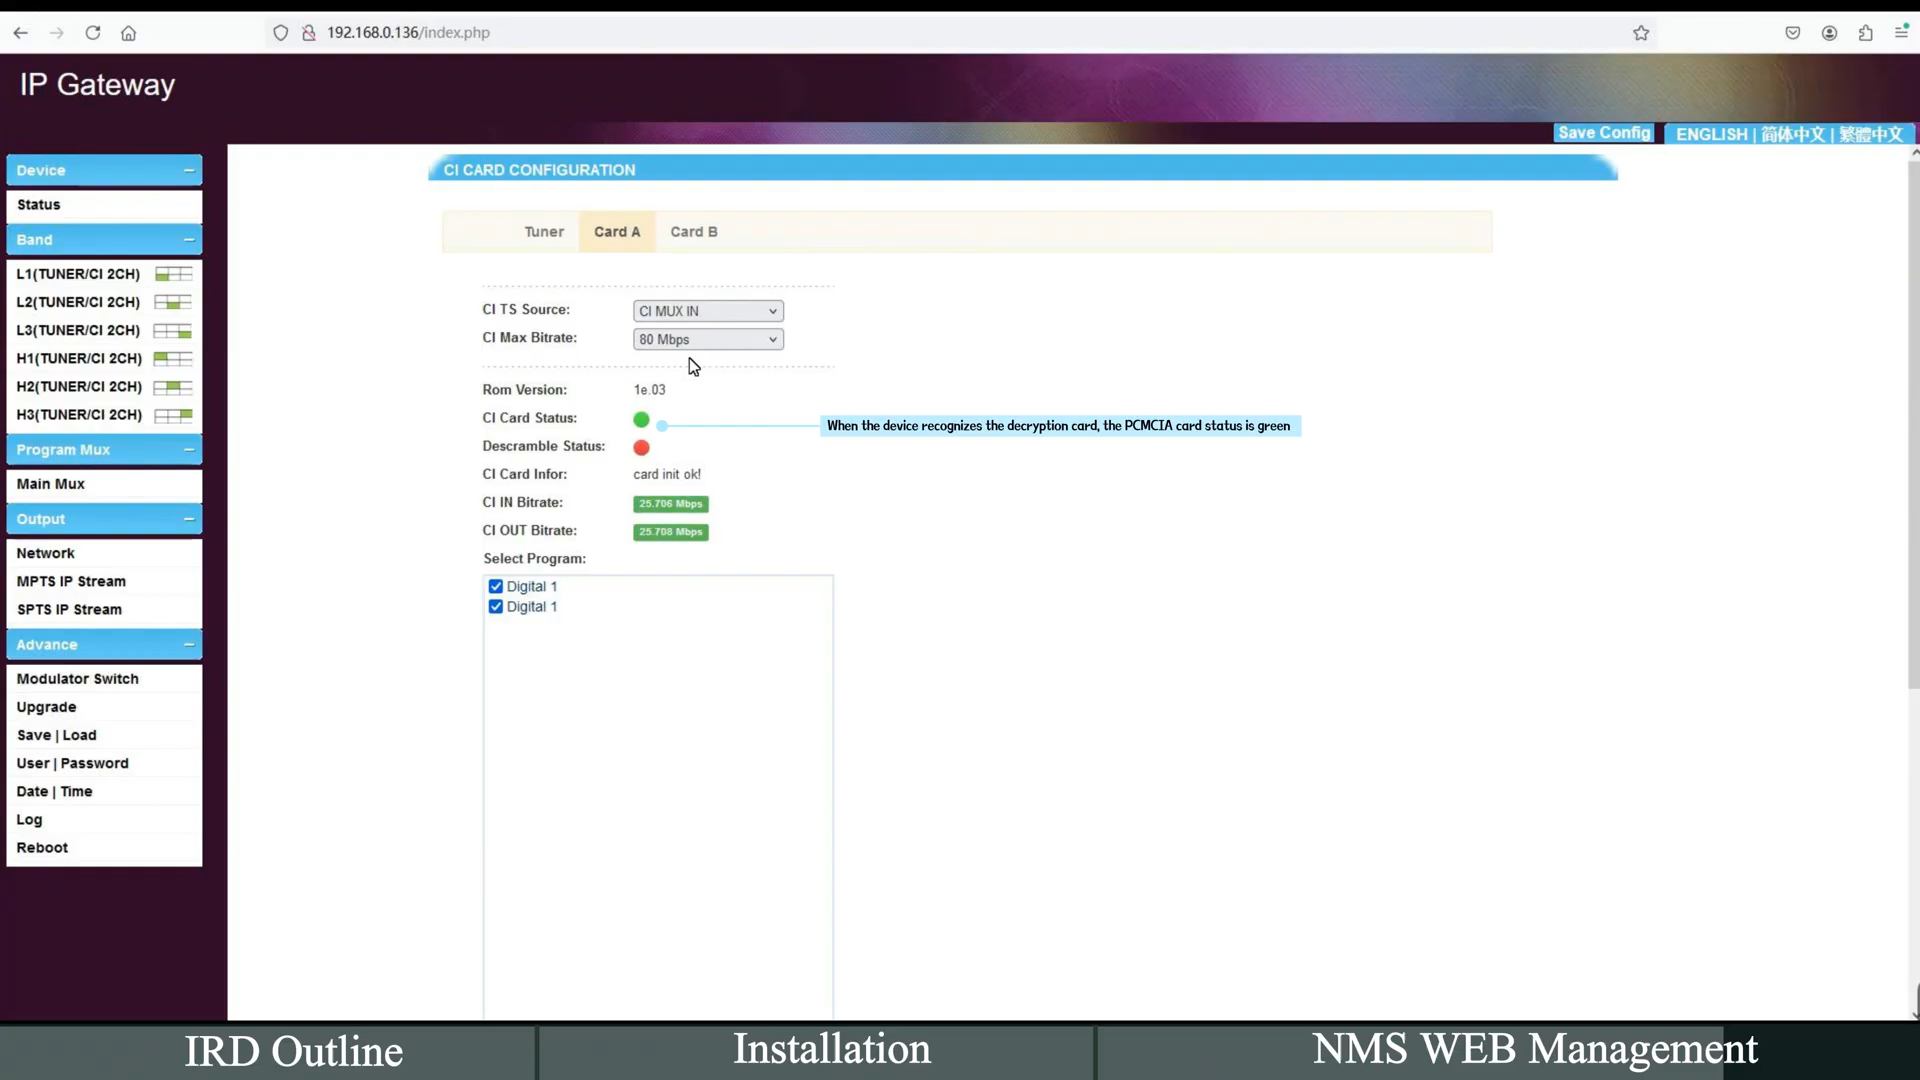 192.168.0.136/index.php
IP Gateway
Save Config
ENGLISH | 简体中文 | 繁體中文
Device
Status
Band
L1(TUNER/CI 2CH)
L2(TUNER/CI 2CH)
L3(TUNER/CI 2CH)
H1(TUNER/CI 2CH)
H2(TUNER/CI 2CH)
H3(TUNER/CI 2CH)
Program Mux
Main Mux
Output
Network
MPTS IP Stream
SPTS IP Stream
Advance
Modulator Switch
Upgrade
Save | Load
User | Password
Date | Time
Log
Reboot
CI CARD CONFIGURATION
Tuner Card A Card B
CI TS Source: CI MUX IN
CI Max Bitrate: 80 Mbps
Rom Version: 1e.03
CI Card Status:
When the device recognizes the decryption card, the PCMCIA card status is green
Descramble Status:
CI Card Infor: card init ok!
CI IN Bitrate: 25.706 Mbps
CI OUT Bitrate: 25.708 Mbps
Select Program:
Digital 1
Digital 1
IRD Outline Installation NMS WEB Management